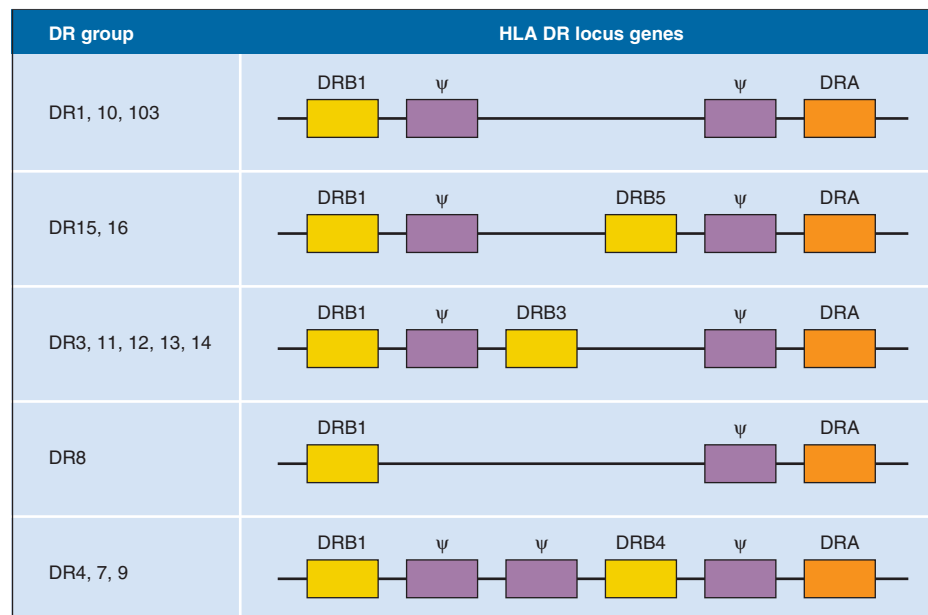 DR group HLA DR locus genes
DRB1 ψ ψ DRA
DR1, 10, 103
DRB1 ψ DRB5 ψ DRA
DR15, 16
DRB1 ψ DRB3 ψ DRA
DR3, 11, 12, 13, 14
DRB1 ψ DRA
DR8
DRB1 ψ ψ DRB4 ψ DRA
DR4, 7, 9